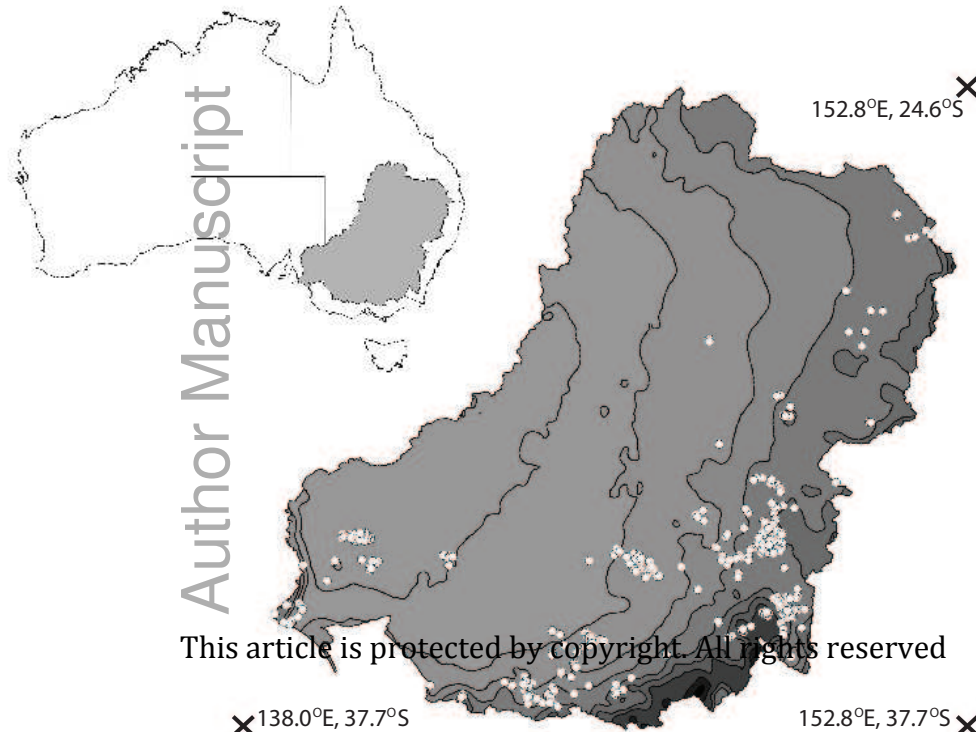 152.8°E, 24.6°S
Author Manuscript
This article is protected by copyright. All rights reserved
138.0°E, 37.7°S
152.8°E, 37.7°S